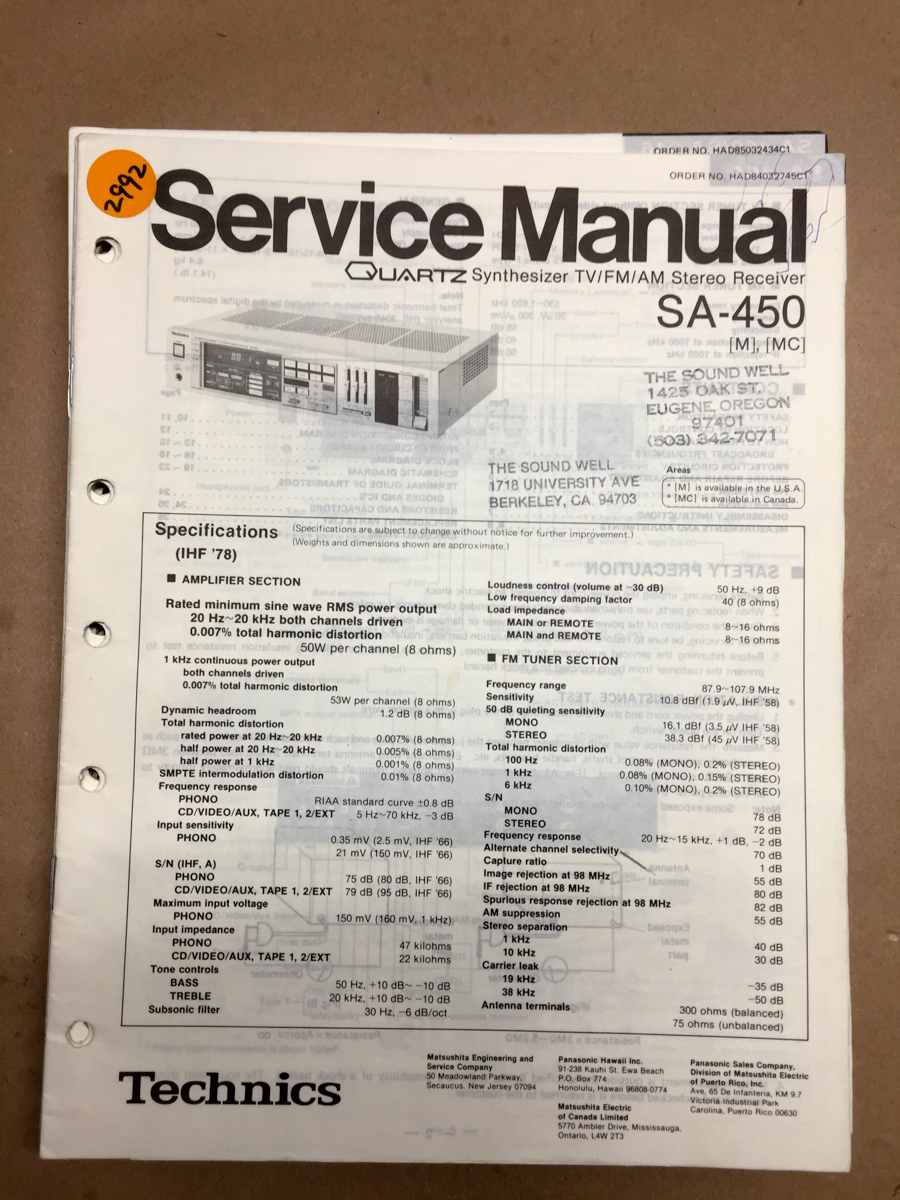 2992
ORDER NO. HAD85032434C1
ORDER NO. HAD84032745C1
Service Manual
QUARTZ Synthesizer TV/FM/AM Stereo Receiver
SA-450
[M], [MC]
Technics
THE SOUND WELL
1425 OAK ST.
EUGENE, OREGON
97401
(503) 342-7071
THE SOUND WELL
1718 UNIVERSITY AVE
BERKELEY, CA 94703
Areas
* [M] is available in the U.S.A.
* [MC] is available in Canada.
Specifications (Specifications are subject to change without notice for further improvement.)
(IHF '78) (Weights and dimensions shown are approximate.)
■ AMPLIFIER SECTION
Rated minimum sine wave RMS power output
20 Hz~20 kHz both channels driven
0.007% total harmonic distortion
50W per channel (8 ohms)
1 kHz continuous power output
both channels driven
0.007% total harmonic distortion
53W per channel (8 ohms)
Dynamic headroom 1.2 dB (8 ohms)
Total harmonic distortion
rated power at 20 Hz~20 kHz 0.007% (8 ohms)
half power at 20 Hz~20 kHz 0.005% (8 ohms)
half power at 1 kHz 0.001% (8 ohms)
SMPTE intermodulation distortion 0.01% (8 ohms)
Frequency response
PHONO RIAA standard curve ±0.8 dB
CD/VIDEO/AUX, TAPE 1, 2/EXT 5 Hz~70 kHz, −3 dB
Input sensitivity
PHONO 0.35 mV (2.5 mV, IHF '66)
21 mV (150 mV, IHF '66)
S/N (IHF, A)
PHONO 75 dB (80 dB, IHF '66)
CD/VIDEO/AUX, TAPE 1, 2/EXT 79 dB (95 dB, IHF '66)
Maximum input voltage
PHONO 150 mV (160 mV, 1 kHz)
Input impedance
PHONO 47 kilohms
CD/VIDEO/AUX, TAPE 1, 2/EXT 22 kilohms
Tone controls
BASS 50 Hz, +10 dB~ −10 dB
TREBLE 20 kHz, +10 dB~ −10 dB
Subsonic filter 30 Hz, −6 dB/oct.
Loudness control (volume at −30 dB) 50 Hz, +9 dB
Low frequency damping factor 40 (8 ohms)
Load impedance
MAIN or REMOTE 8~16 ohms
MAIN and REMOTE 8~16 ohms
■ FM TUNER SECTION
Frequency range 87.9~107.9 MHz
Sensitivity 10.8 dBf (1.9 μV, IHF '58)
50 dB quieting sensitivity
MONO 16.1 dBf (3.5 μV IHF '58)
STEREO 38.3 dBf (45 μV IHF '58)
Total harmonic distortion
100 Hz 0.08% (MONO), 0.2% (STEREO)
1 kHz 0.08% (MONO), 0.15% (STEREO)
6 kHz 0.10% (MONO), 0.2% (STEREO)
S/N
MONO 78 dB
STEREO 72 dB
Frequency response 20 Hz~15 kHz, +1 dB, −2 dB
Alternate channel selectivity 70 dB
Capture ratio 1 dB
Image rejection at 98 MHz 55 dB
IF rejection at 98 MHz 80 dB
Spurious response rejection at 98 MHz 82 dB
AM suppression 55 dB
Stereo separation
1 kHz 40 dB
10 kHz 30 dB
Carrier leak
19 kHz −35 dB
38 kHz −50 dB
Antenna terminals 300 ohms (balanced)
75 ohms (unbalanced)
Technics
Matsushita Engineering and
Service Company
50 Meadowland Parkway,
Secaucus, New Jersey 07094
Panasonic Hawaii Inc.
91-238 Kauhi St. Ewa Beach
P.O. Box 774
Honolulu, Hawaii 96808-0774
Matsushita Electric
of Canada Limited
5770 Ambler Drive, Mississauga,
Ontario, L4W 2T3
Panasonic Sales Company,
Division of Matsushita Electric
of Puerto Rico, Inc.
Ave, 65 De Infanteria, KM 9.7
Victoria Industrial Park
Carolina, Puerto Rico 00630